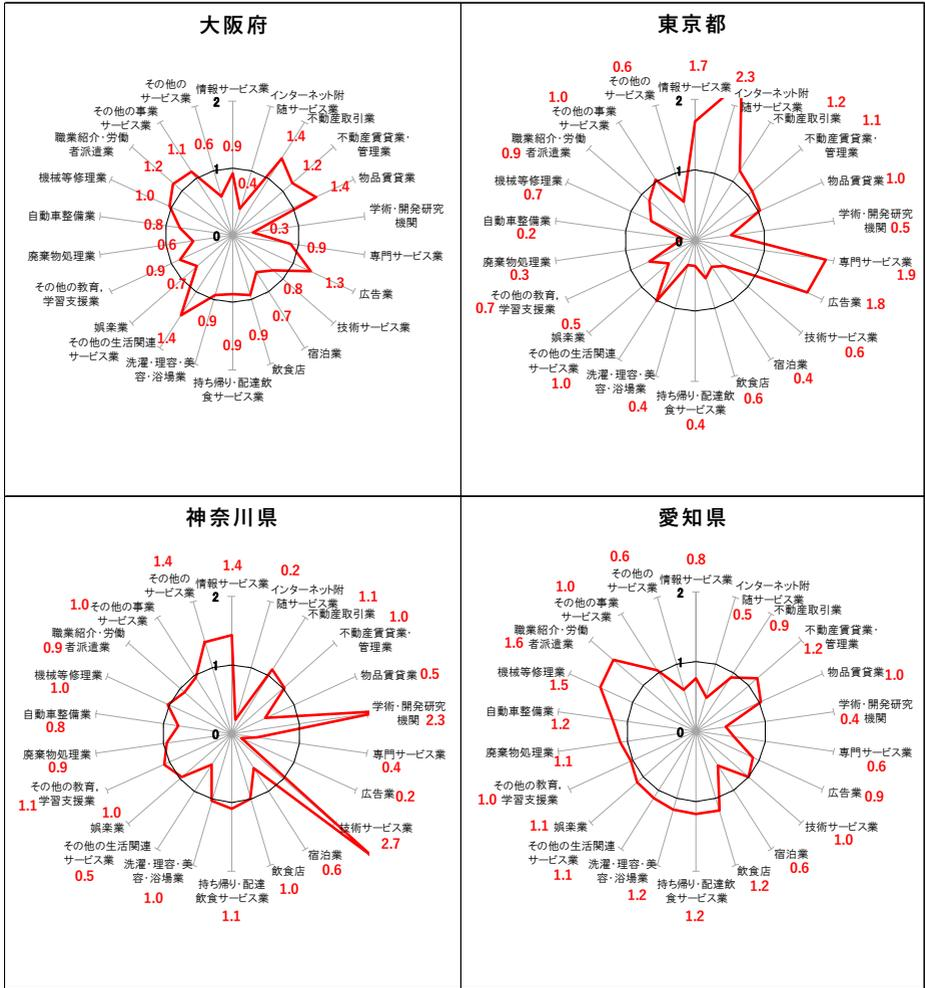 大阪府
情報サービス業
0.9
インターネット附
随サービス業
0.4
不動産取引業
1.4
不動産賃貸業・
管理業
1.2
物品賃貸業
1.4
学術・開発研究
機関
0.3
専門サービス業
0.9
広告業
1.3
技術サービス業
0.8
宿泊業
0.7
飲食店
0.9
持ち帰り・配達飲
食サービス業
0.9
洗濯・理容・美
容・浴場業
0.9
その他の生活関連
サービス業
1.4
娯楽業
0.7
その他の教育,
学習支援業
0.9
廃棄物処理業
0.6
自動車整備業
0.8
機械等修理業
1.0
職業紹介・労働
者派遣業
1.2
その他の事業
サービス業
1.1
その他の
サービス業
0.6
2
1
0
東京都
情報サービス業
1.7
インターネット附
随サービス業
2.3
不動産取引業
1.2
不動産賃貸業・
管理業
1.1
物品賃貸業
1.0
学術・開発研究
機関
0.5
専門サービス業
1.9
広告業
1.8
技術サービス業
0.6
宿泊業
0.4
飲食店
0.6
持ち帰り・配達飲
食サービス業
0.4
洗濯・理容・美
容・浴場業
0.4
その他の生活関連
サービス業
1.0
娯楽業
0.5
その他の教育,
学習支援業
0.7
廃棄物処理業
0.3
自動車整備業
0.2
機械等修理業
0.7
職業紹介・労働
者派遣業
0.9
その他の事業
サービス業
1.0
その他の
サービス業
0.6
2
1
0
神奈川県
情報サービス業
1.4
インターネット附
随サービス業
0.2
不動産取引業
1.1
不動産賃貸業・
管理業
1.0
物品賃貸業
0.5
学術・開発研究
機関
2.3
専門サービス業
0.4
広告業
0.2
技術サービス業
2.7
宿泊業
0.6
飲食店
1.0
持ち帰り・配達
飲食サービス業
1.1
洗濯・理容・美
容・浴場業
1.0
その他の生活関連
サービス業
0.5
娯楽業
1.0
その他の教育,
学習支援業
1.1
廃棄物処理業
0.9
自動車整備業
0.8
機械等修理業
1.0
職業紹介・労働
者派遣業
0.9
その他の事業
サービス業
1.0
その他の
サービス業
1.4
2
1
0
愛知県
情報サービス業
0.8
インターネット附
随サービス業
0.5
不動産取引業
0.9
不動産賃貸業・
管理業
1.2
物品賃貸業
1.0
学術・開発研究
機関
0.4
専門サービス業
0.6
広告業
0.9
技術サービス業
1.0
宿泊業
0.6
飲食店
1.2
持ち帰り・配達飲
食サービス業
1.2
洗濯・理容・美
容・浴場業
1.2
その他の生活関連
サービス業
1.1
娯楽業
1.1
その他の教育,
学習支援業
1.0
廃棄物処理業
1.1
自動車整備業
1.2
機械等修理業
1.5
職業紹介・労働
者派遣業
1.6
その他の事業
サービス業
1.0
その他の
サービス業
0.6
2
1
0